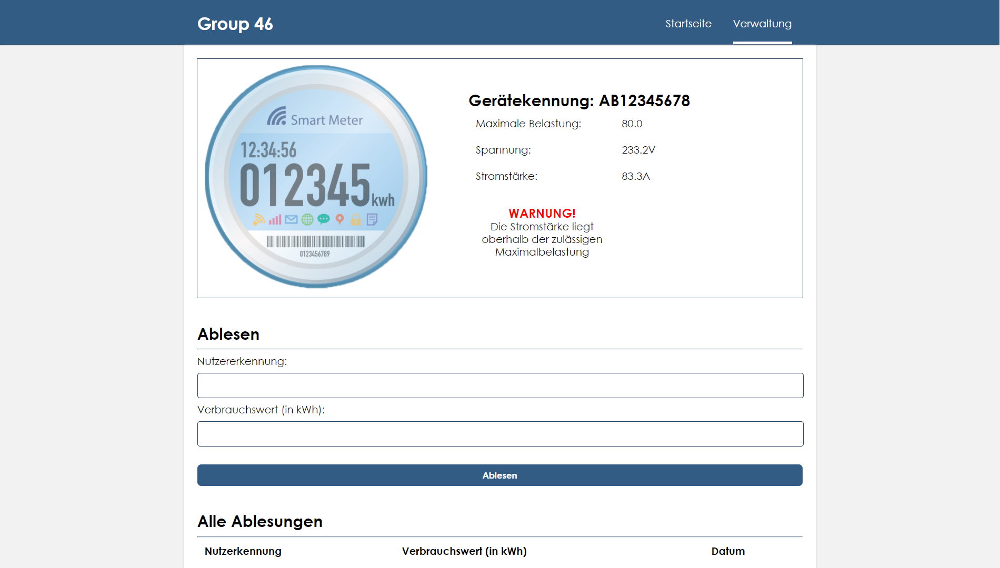 Group 46
Startseite
Verwaltung
Smart Meter
12:34:56
012345kwh
0123456789
Gerätekennung: AB12345678
Maximale Belastung: 80.0
Spannung: 233.2V
Stromstärke: 83.3A
WARNUNG!
Die Stromstärke liegt
oberhalb der zulässigen
Maximalbelastung
Ablesen
Nutzererkennung:
Verbrauchswert (in kWh):
Ablesen
Alle Ablesungen
Nutzerkennung Verbrauchswert (in kWh) Datum